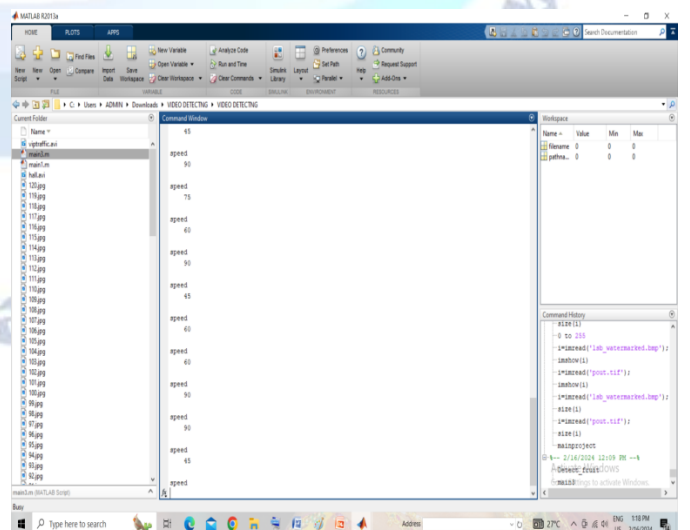 MATLAB R2013a
HOME PLOTS APPS
Search Documentation
New Script
New
Open
Find Files
Compare
Import Data
Save Workspace
New Variable
Open Variable
Clear Workspace
Analyze Code
Run and Time
Clear Commands
Simulink Library
Layout
Preferences
Set Path
Parallel
Help
Community
Request Support
Add-Ons
FILE VARIABLE CODE SIMULINK ENVIRONMENT RESOURCES
C: Users ADMIN Downloads VIDEO DETECTNG VIDEO DETECTNG
Current Folder
Name
viptraffic.avi
main3.m
main1.m
hall.avi
120.jpg
119.jpg
118.jpg
117.jpg
116.jpg
115.jpg
114.jpg
113.jpg
112.jpg
111.jpg
110.jpg
109.jpg
108.jpg
107.jpg
106.jpg
105.jpg
104.jpg
103.jpg
102.jpg
101.jpg
100.jpg
99.jpg
98.jpg
97.jpg
96.jpg
95.jpg
94.jpg
93.jpg
92.jpg
main3.m (MATLAB Script)
Busy
Command Window
45
speed
90
speed
75
speed
60
speed
90
speed
45
speed
60
speed
60
speed
90
speed
90
speed
45
speed
fx
Workspace
Name Value Min Max
filename 0 0 0
pathna... 0 0 0
Command History
size(i)
0 to 255
i=imread('lsb_watermarked.bmp');
imshow(i)
i=imread('pout.tif');
imshow(i)
i=imread('lsb_watermarked.bmp');
size(i)
i=imread('pout.tif');
size(i)
mainproject
%-- 2/16/2024 12:09 PM --%
Detect_fruit
main3
Activate Windows
Go to Settings to activate Windows.
Type here to search
Address
27°C
ENG
US
1:18 PM